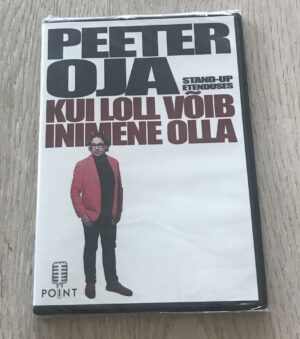 PEETER
OJA
STAND-UP
ETENDUSES
KUI LOLL VÕIB
INIMENE OLLA
POINT